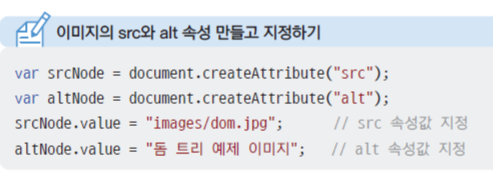 이미지의 src와 alt 속성 만들고 지정하기
var srcNode = document.createAttribute("src");
var altNode = document.createAttribute("alt");
srcNode.value = "images/dom.jpg"; // src 속성값 지정
altNode.value = "돔 트리 예제 이미지"; // alt 속성값 지정